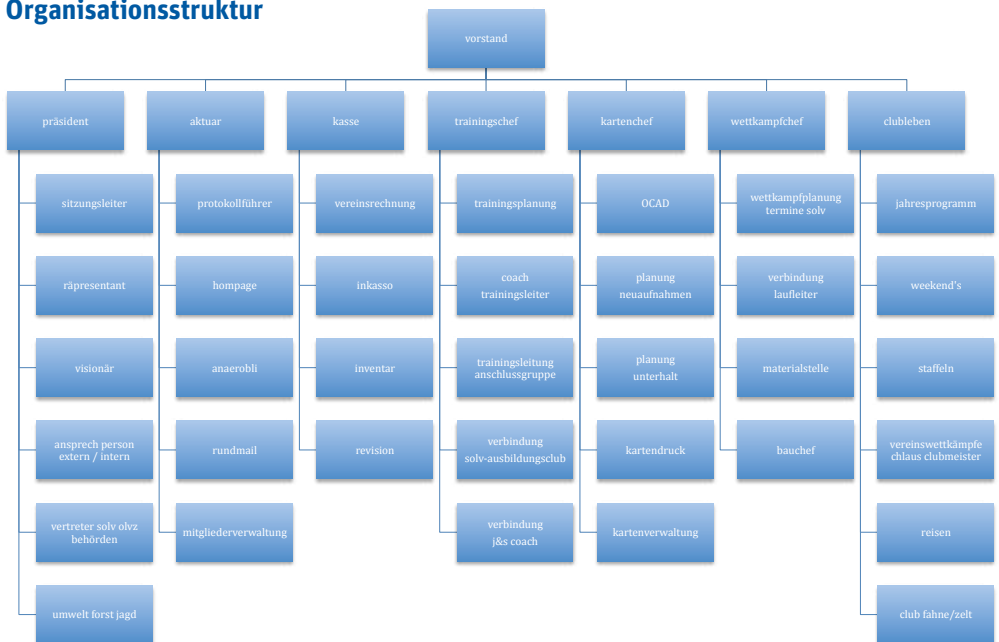 Organisationsstruktur
vorstand
präsident
aktuar
kasse
trainingschef
kartenchef
wettkampfchef
clubleben
sitzungsleiter
protokollführer
vereinsrechnung
trainingsplanung
OCAD
wettkampfplanung
termine solv
jahresprogramm
räpresentant
hompage
inkasso
coach
trainingsleiter
planung
neuaufnahmen
verbindung
laufleiter
weekend's
visionär
anaerobli
inventar
trainingsleitung
anschlussgruppe
planung
unterhalt
materialstelle
staffeln
ansprech person
extern / intern
rundmail
revision
verbindung
solv-ausbildungsclub
kartendruck
bauchef
vereinswettkämpfe
chlaus clubmeister
vertreter solv olvz
behörden
mitgliederverwaltung
verbindung
j&s coach
kartenverwaltung
reisen
umwelt forst jagd
club fahne/zelt